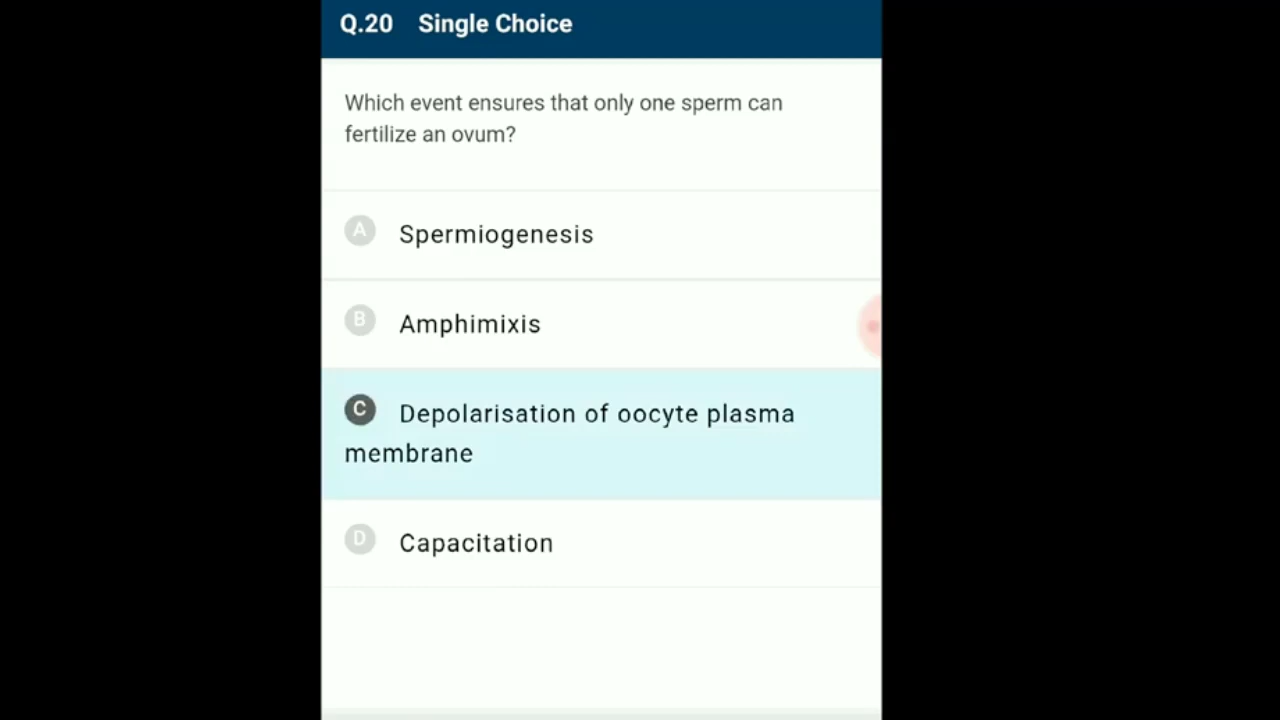 Q.20 Single Choice
Which event ensures that only one sperm can
fertilize an ovum?
A Spermiogenesis
B Amphimixis
C Depolarisation of oocyte plasma
membrane
D Capacitation